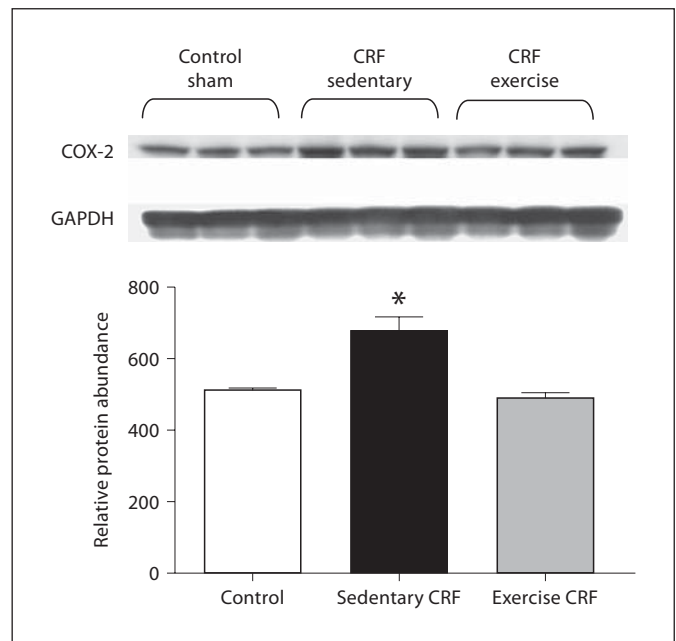 Control sham
CRF sedentary
CRF exercise
COX-2
GAPDH
Relative protein abundance
800
600
400
200
0
*
Control
Sedentary CRF
Exercise CRF